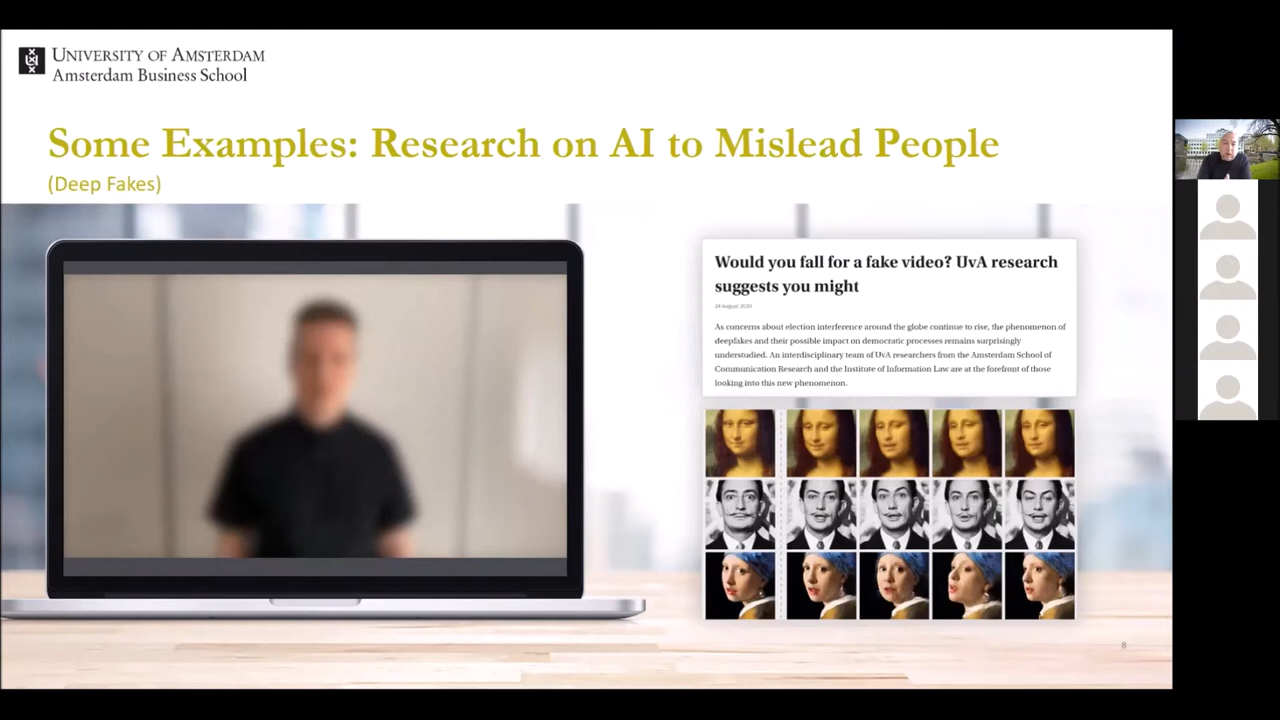 UNIVERSITY OF AMSTERDAM
Amsterdam Business School
Some Examples: Research on AI to Mislead People
(Deep Fakes)
Would you fall for a fake video? UvA research
suggests you might
24 August 2020
As concerns about election interference around the globe continue to rise, the phenomenon of
deepfakes and their possible impact on democratic processes remains surprisingly
understudied. An interdisciplinary team of UvA researchers from the Amsterdam School of
Communication Research and the Institute of Information Law are at the forefront of those
looking into this new phenomenon.
8